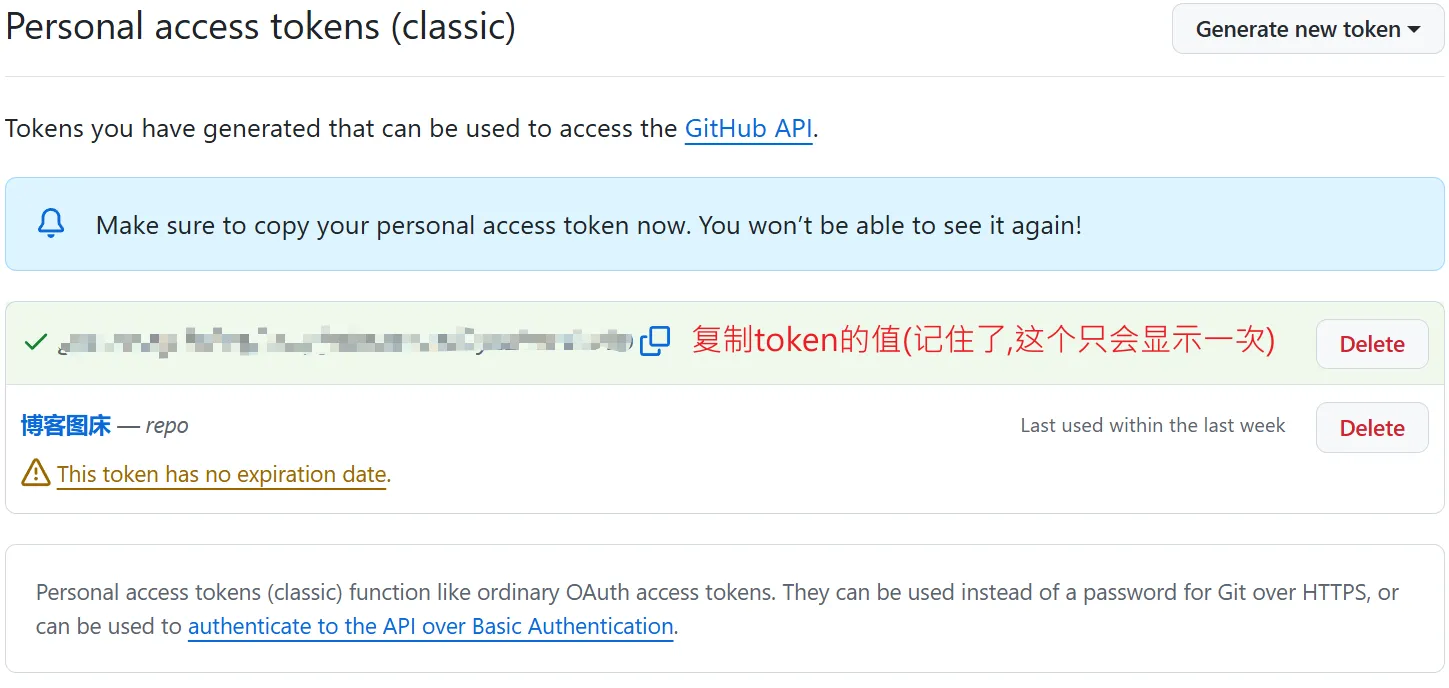 Personal access tokens (classic)
Generate new token
Tokens you have generated that can be used to access the GitHub API.
Make sure to copy your personal access token now. You won’t be able to see it again!
复制token的值(记住了,这个只会显示一次)
Delete
博客图床 — repo
Last used within the last week
Delete
This token has no expiration date.
Personal access tokens (classic) function like ordinary OAuth access tokens. They can be used instead of a password for Git over HTTPS, or
can be used to authenticate to the API over Basic Authentication.